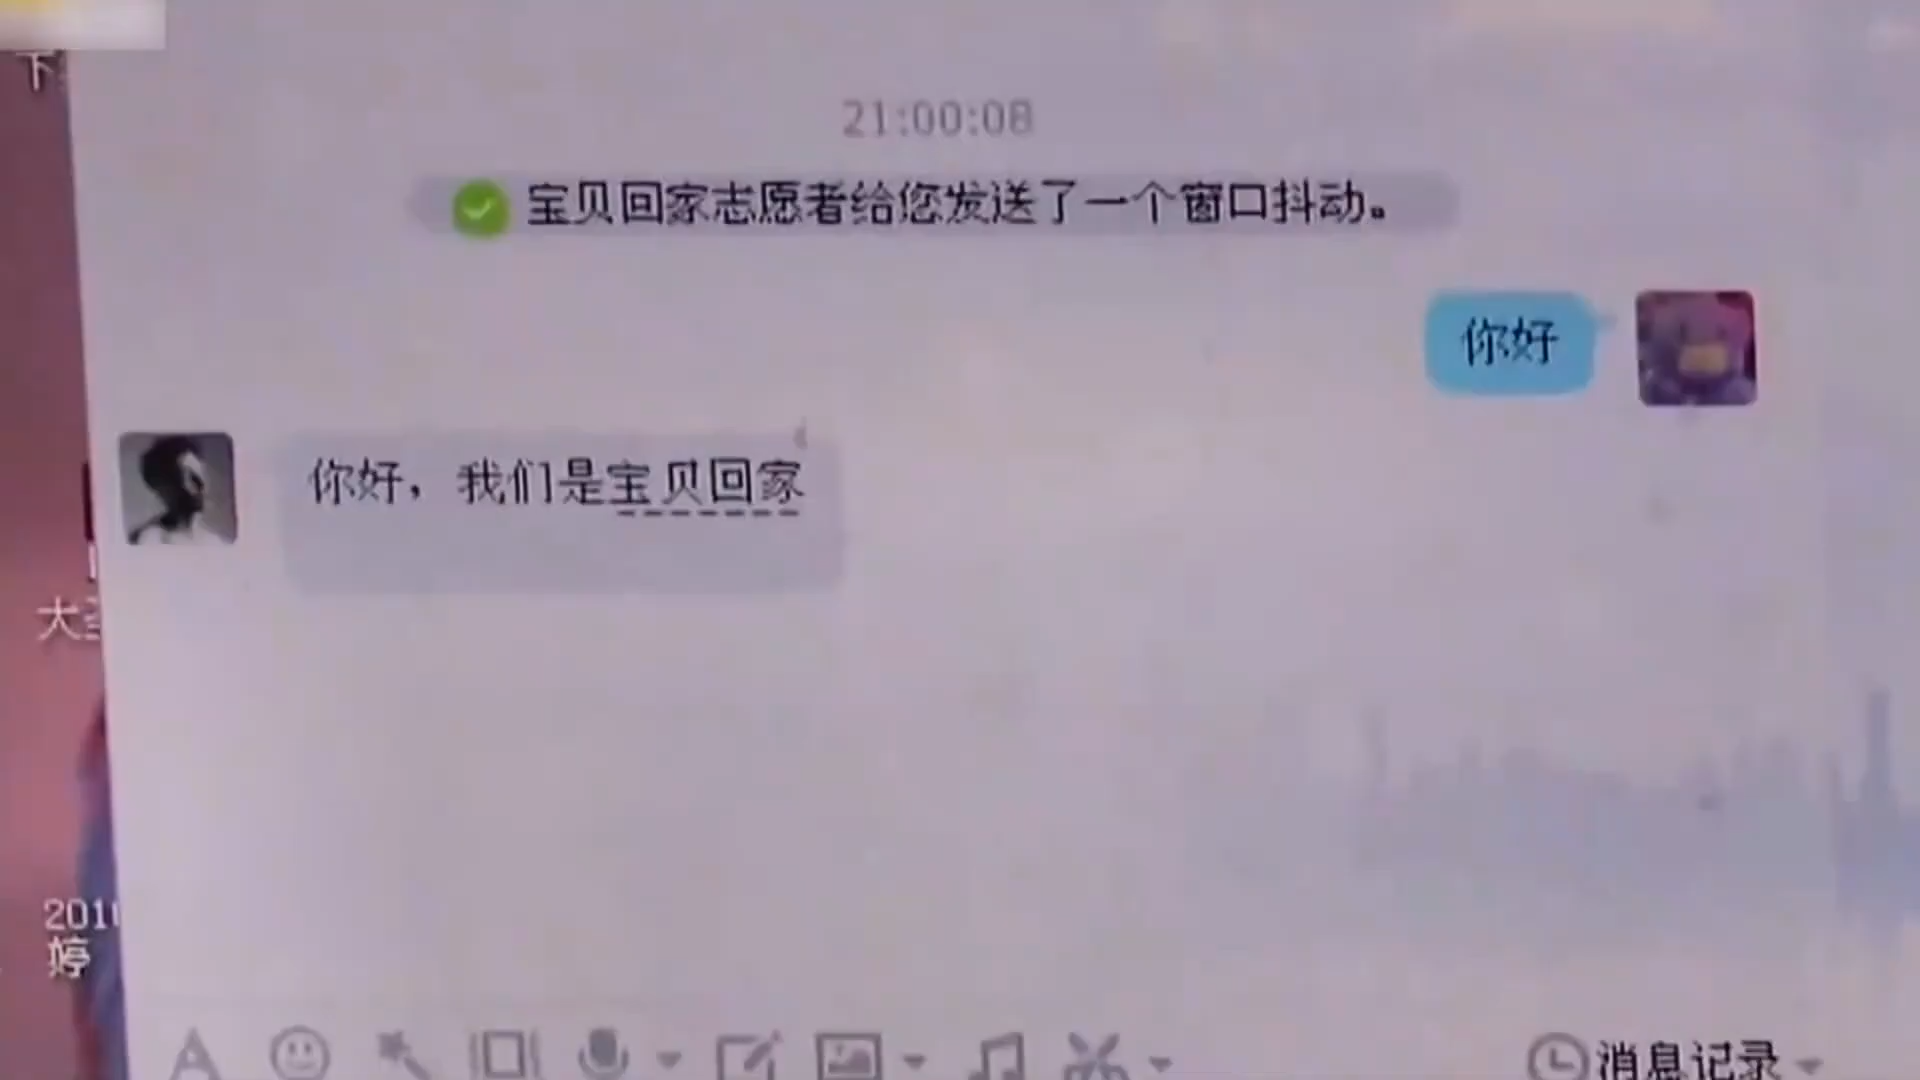 下
21:00:08
宝贝回家志愿者给您发送了一个窗口抖动。
你好
你好，我们是宝贝回家
大圣
201
婷
消息记录